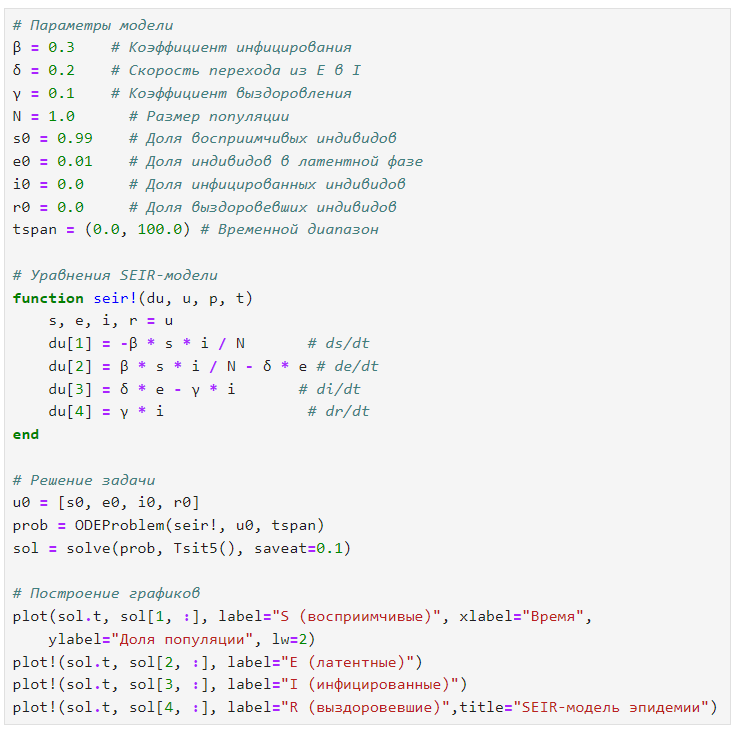 # Параметры модели
β = 0.3    # Коэффициент инфицирования
δ = 0.2    # Скорость перехода из E в I
γ = 0.1    # Коэффициент выздоровления
N = 1.0      # Размер популяции
s0 = 0.99    # Доля восприимчивых индивидов
e0 = 0.01    # Доля индивидов в латентной фазе
i0 = 0.0     # Доля инфицированных индивидов
r0 = 0.0     # Доля выздоровевших индивидов
tspan = (0.0, 100.0) # Временной диапазон

# Уравнения SEIR-модели
function seir!(du, u, p, t)
    s, e, i, r = u
    du[1] = -β * s * i / N       # ds/dt
    du[2] = β * s * i / N - δ * e # de/dt
    du[3] = δ * e - γ * i       # di/dt
    du[4] = γ * i                # dr/dt
end

# Решение задачи
u0 = [s0, e0, i0, r0]
prob = ODEProblem(seir!, u0, tspan)
sol = solve(prob, Tsit5(), saveat=0.1)

# Построение графиков
plot(sol.t, sol[1, :], label="S (восприимчивые)", xlabel="Время",
    ylabel="Доля популяции", lw=2)
plot!(sol.t, sol[2, :], label="E (латентные)")
plot!(sol.t, sol[3, :], label="I (инфицированные)")
plot!(sol.t, sol[4, :], label="R (выздоровевшие)",title="SEIR-модель эпидемии")